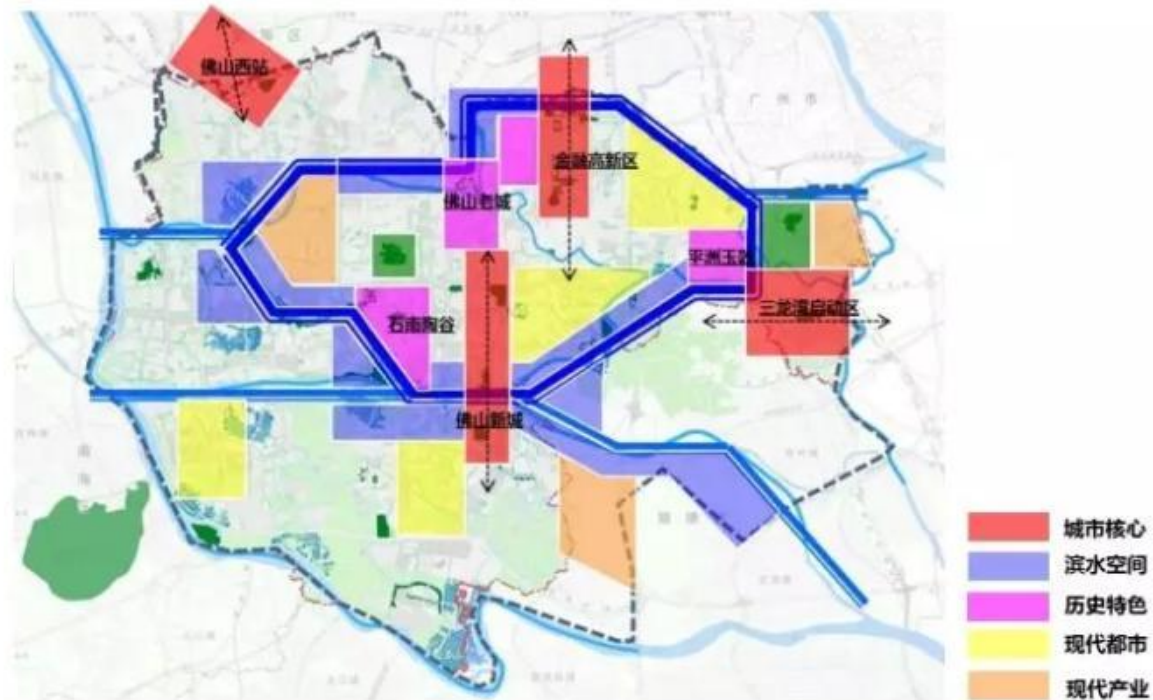 佛山西站
广州市
金融高新区
佛山老城
平洲玉器
三龙湾启动区
石南陶谷
佛山新城
城市核心
滨水空间
历史特色
现代都市
现代产业